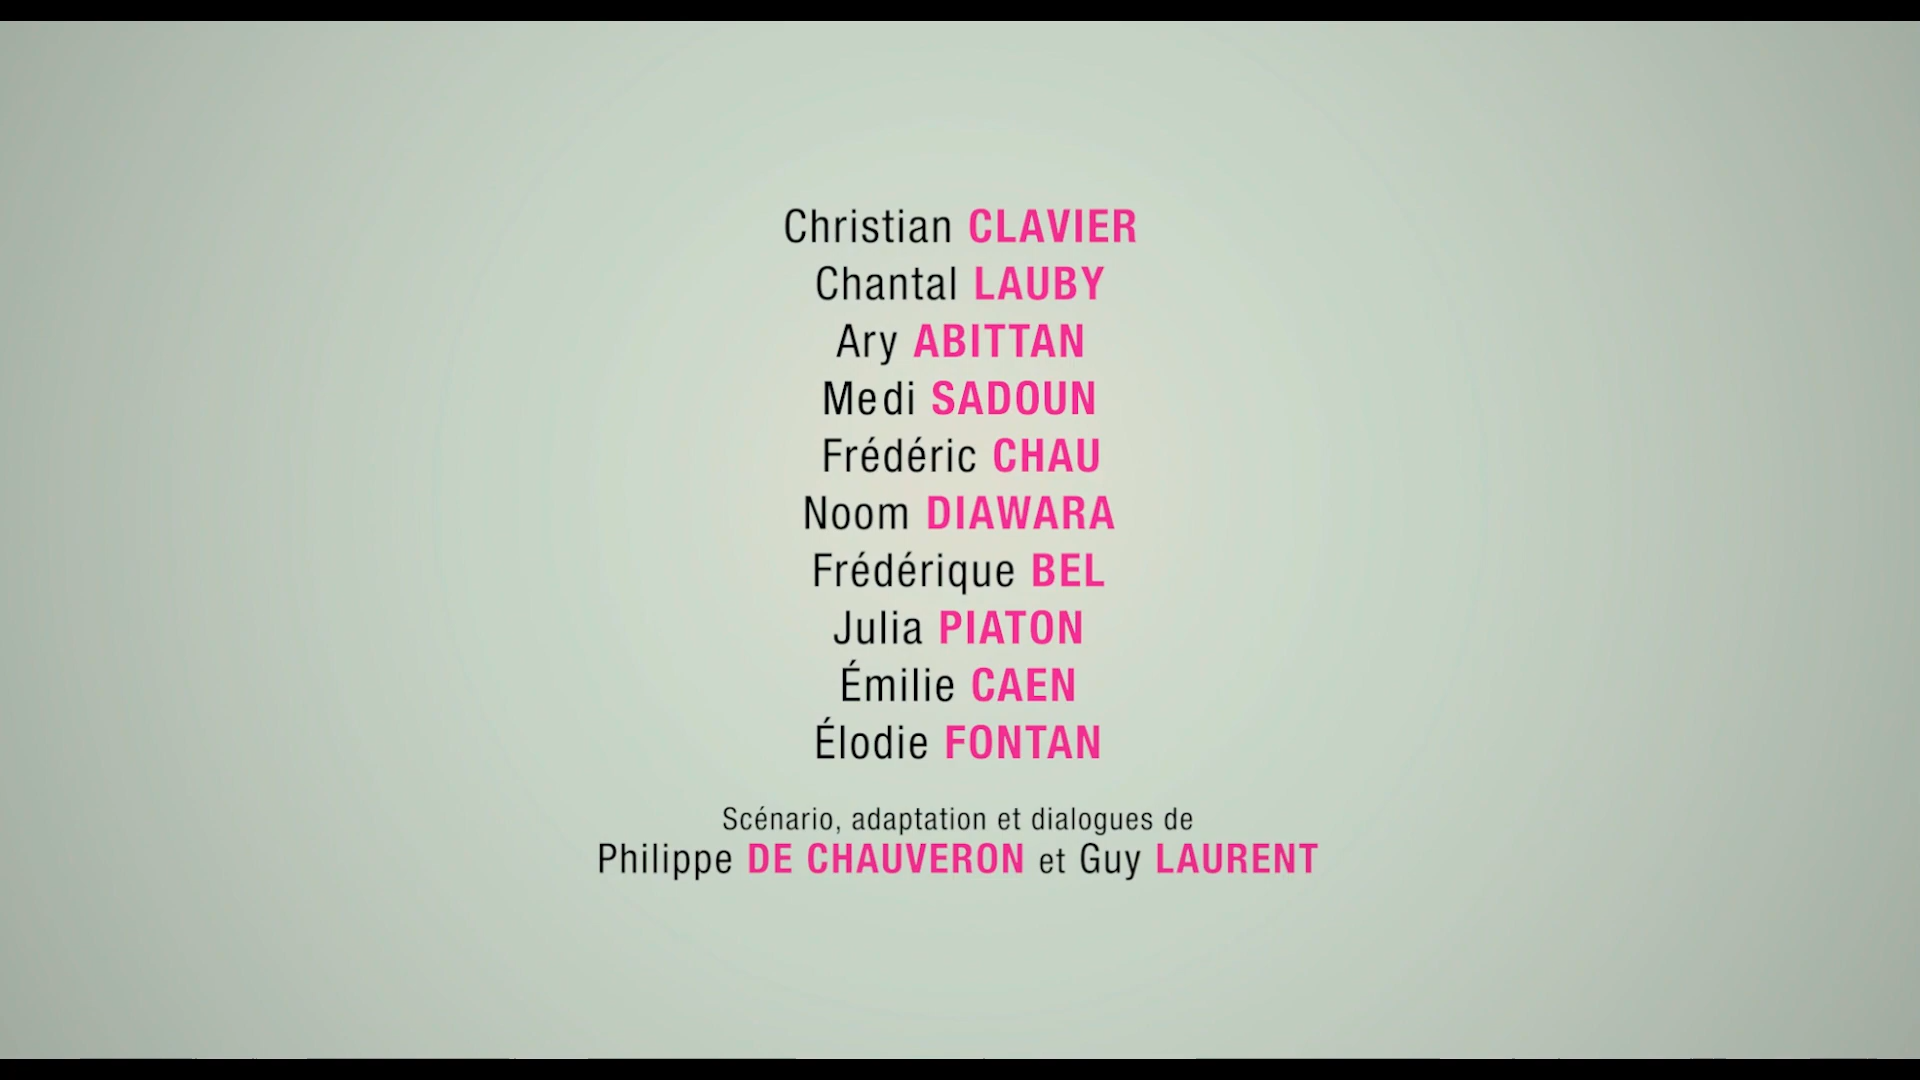 Christian CLAVIER
Chantal LAUBY
Ary ABITTAN
Medi SADOUN
Frédéric CHAU
Noom DIAWARA
Frédérique BEL
Julia PIATON
Émilie CAEN
Élodie FONTAN
Scénario, adaptation et dialogues de
Philippe DE CHAUVERON et Guy LAURENT